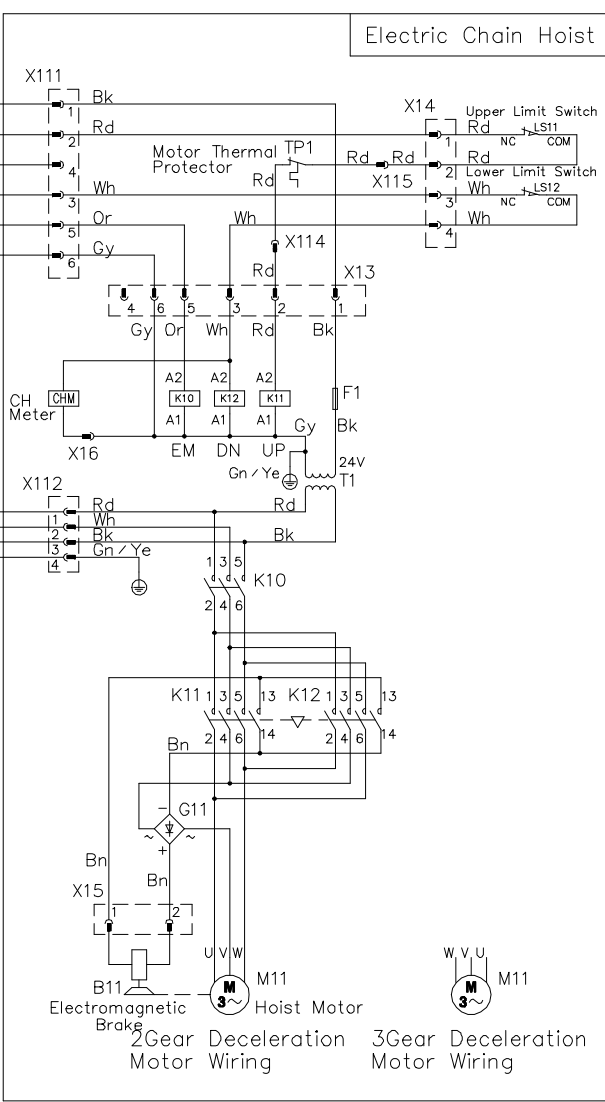 Electric Chain Hoist
X111
Bk
1
Rd
2
4
Wh
3
Or
5
Gy
6
X14
Upper Limit Switch
Rd
LS11
1
NC
COM
Motor Thermal
Protector
TP1
Rd
Rd
X115
Rd
2
Lower Limit Switch
Rd
Wh
LS12
3
NC
COM
Wh
Wh
4
X114
Rd
X13
4
6
5
3
2
1
Gy
Or
Wh
Rd
Bk
CH
Meter
CHM
A2
A2
A2
K10
K12
K11
A1
A1
A1
F1
Bk
X16
EM
DN
UP
Gy
Gn/Ye
24V
T1
X112
Rd
Rd
1
Wh
2
Bk
Bk
3
Gn/Ye
4
1 3 5
K10
2 4 6
K11
1 3 5
13
K12
1 3 5
13
2 4 6
14
2 4 6
14
Bn
G11
−
~
~
+
Bn
Bn
X15
1
2
U V W
W V U
B11
M
3~
M11
M
3~
M11
Electromagnetic
Brake
Hoist Motor
2Gear Deceleration
Motor Wiring
3Gear Deceleration
Motor Wiring